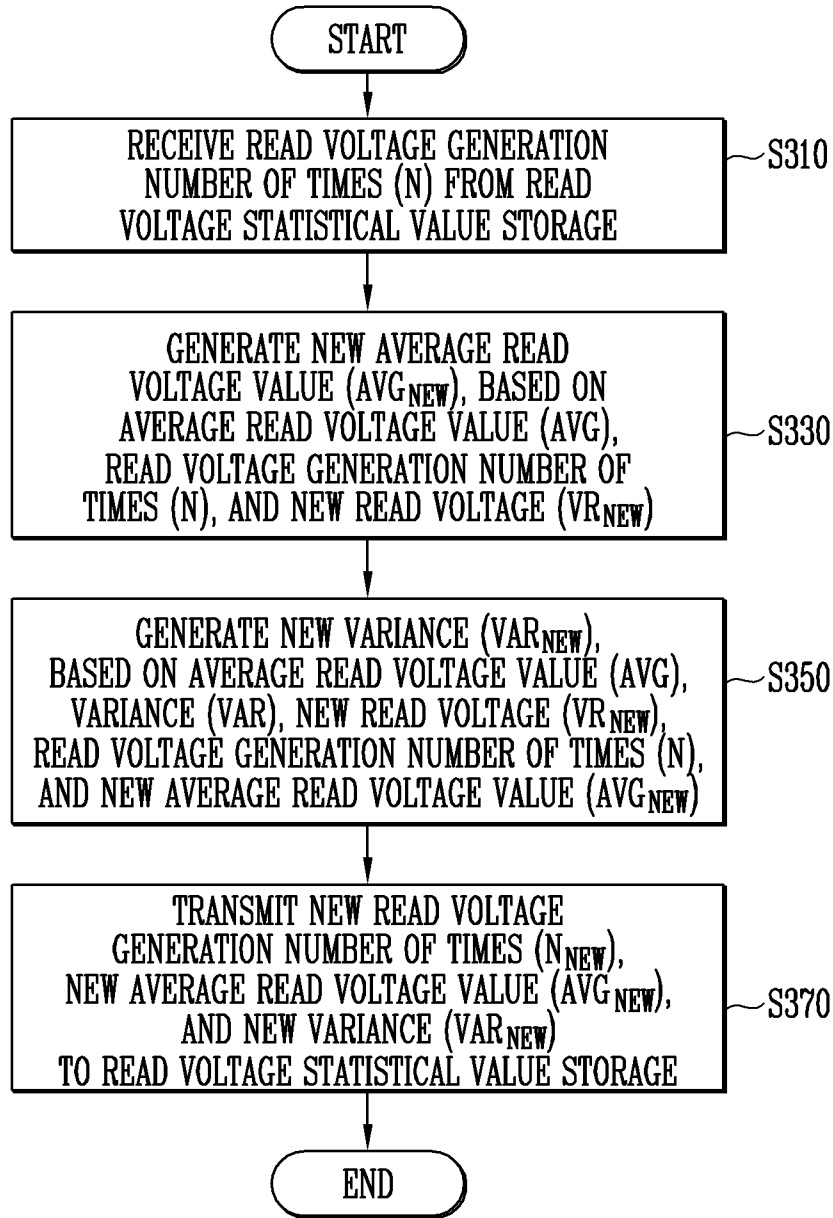 START
RECEIVE READ VOLTAGE GENERATION
NUMBER OF TIMES (N) FROM READ
VOLTAGE STATISTICAL VALUE STORAGE
S310
GENERATE NEW AVERAGE READ
VOLTAGE VALUE (AVGNEW), BASED ON
AVERAGE READ VOLTAGE VALUE (AVG),
READ VOLTAGE GENERATION NUMBER OF
TIMES (N), AND NEW READ VOLTAGE (VRNEW)
S330
GENERATE NEW VARIANCE (VARNEW),
BASED ON AVERAGE READ VOLTAGE VALUE (AVG),
VARIANCE (VAR), NEW READ VOLTAGE (VRNEW),
READ VOLTAGE GENERATION NUMBER OF TIMES (N),
AND NEW AVERAGE READ VOLTAGE VALUE (AVGNEW)
S350
TRANSMIT NEW READ VOLTAGE
GENERATION NUMBER OF TIMES (NNEW),
NEW AVERAGE READ VOLTAGE VALUE (AVGNEW),
AND NEW VARIANCE (VARNEW)
TO READ VOLTAGE STATISTICAL VALUE STORAGE
S370
END